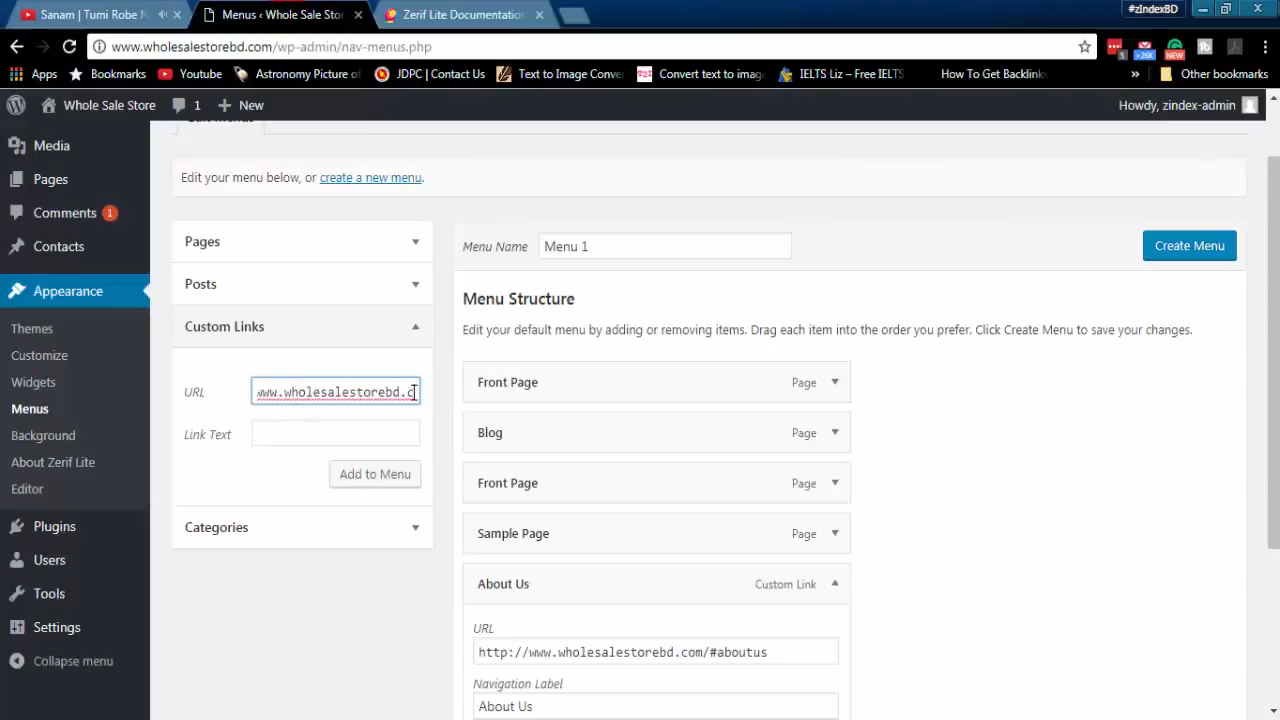 Sanam | Tumi Robe N
Menus ‹ Whole Sale Stor
Zerif Lite Documentation
#zIndexBD
www.wholesalestorebd.com/wp-admin/nav-menus.php
Apps
Bookmarks
Youtube
Astronomy Picture of
JDPC | Contact Us
Text to Image Conve
Convert text to imag
IELTS Liz – Free IELTS
How To Get Backlinks
»
Other bookmarks
Whole Sale Store
1
New
Howdy, zindex-admin
Media
Pages
Comments 1
Contacts
Appearance
Themes
Customize
Widgets
Menus
Background
About Zerif Lite
Editor
Plugins
Users
Tools
Settings
Collapse menu
Edit your menu below, or create a new menu.
Pages
Posts
Custom Links
URL
www.wholesalestorebd.c
Link Text
Add to Menu
Categories
Menu Name
Menu 1
Create Menu
Menu Structure
Edit your default menu by adding or removing items. Drag each item into the order you prefer. Click Create Menu to save your changes.
Front Page Page
Blog Page
Front Page Page
Sample Page Page
About Us Custom Link
URL
http://www.wholesalestorebd.com/#aboutus
Navigation Label
About Us